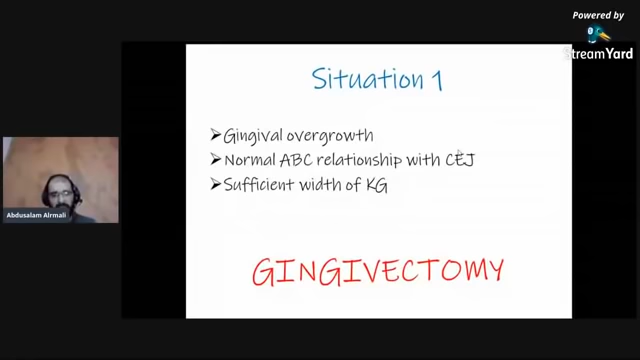 Powered by
StreamYard
Situation 1
➢Gingival overgrowth
➢Normal ABC relationship with CEJ
➢Sufficient width of KG
Abdusalam Alrmali
GINGIVECTOMY